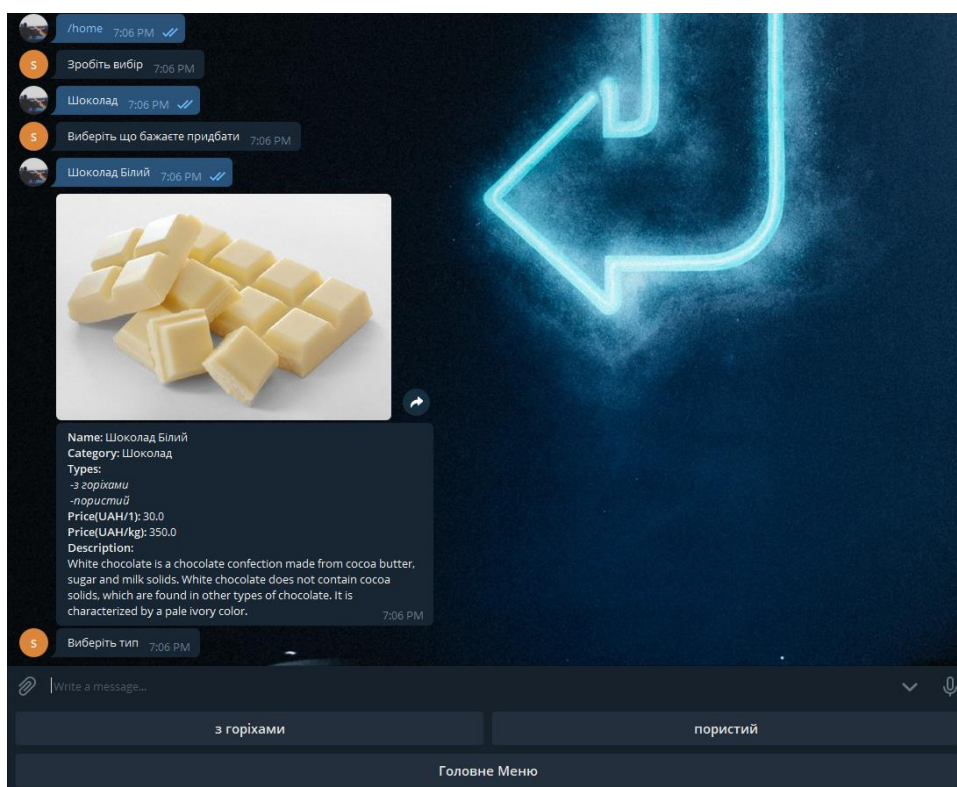 /home 7:06 PM
S
Зробіть вибір 7:06 PM
Шоколад 7:06 PM
S
Виберіть що бажаєте придбати 7:06 PM
Шоколад Білий 7:06 PM
Name: Шоколад Білий
Category: Шоколад
Types:
-з горіхами
-пористий
Price(UAH/1): 30.0
Price(UAH/kg): 350.0
Description:
White chocolate is a chocolate confection made from cocoa butter,
sugar and milk solids. White chocolate does not contain cocoa
solids, which are found in other types of chocolate. It is
characterized by a pale ivory color. 7:06 PM
S
Виберіть тип 7:06 PM
Write a message...
з горіхами
пористий
Головне Меню